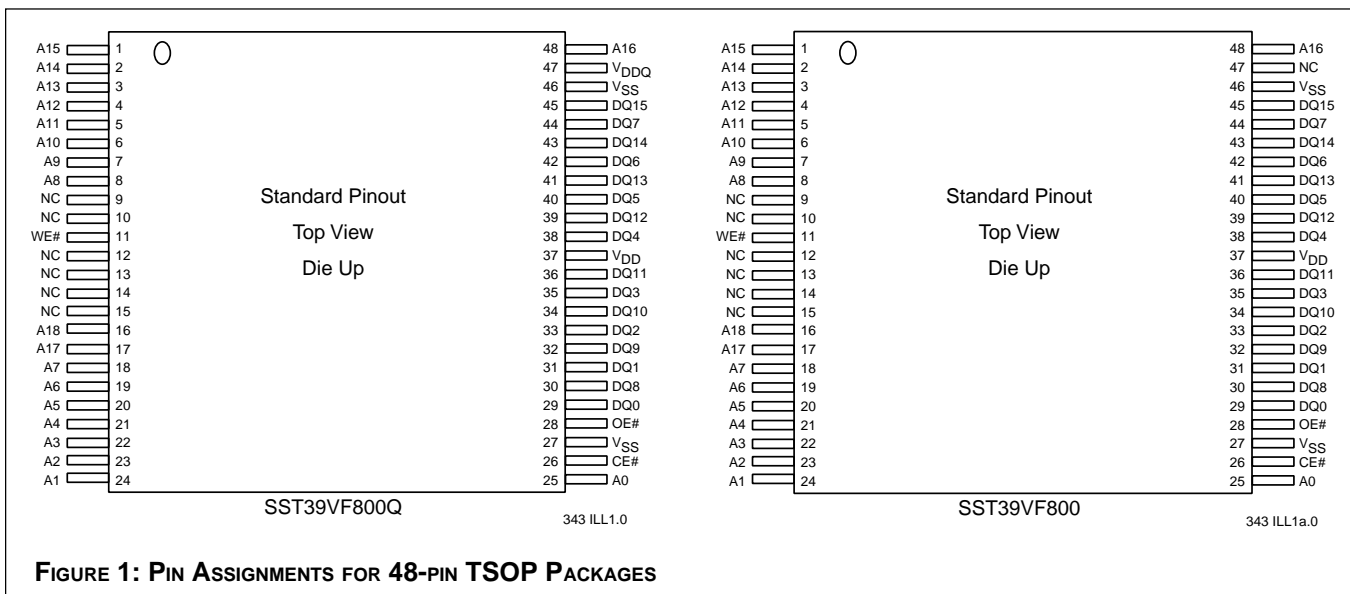 A15 1 48 A16
A14 2 47 VDDQ
A13 3 46 VSS
A12 4 45 DQ15
A11 5 44 DQ7
A10 6 43 DQ14
A9 7 42 DQ6
A8 8 41 DQ13
NC 9 40 DQ5
NC 10 39 DQ12
WE# 11 38 DQ4
NC 12 37 VDD
NC 13 36 DQ11
NC 14 35 DQ3
NC 15 34 DQ10
A18 16 33 DQ2
A17 17 32 DQ9
A7 18 31 DQ1
A6 19 30 DQ8
A5 20 29 DQ0
A4 21 28 OE#
A3 22 27 VSS
A2 23 26 CE#
A1 24 25 A0
Standard Pinout
Top View
Die Up
SST39VF800Q
343 ILL1.0
A15 1 48 A16
A14 2 47 NC
A13 3 46 VSS
A12 4 45 DQ15
A11 5 44 DQ7
A10 6 43 DQ14
A9 7 42 DQ6
A8 8 41 DQ13
NC 9 40 DQ5
NC 10 39 DQ12
WE# 11 38 DQ4
NC 12 37 VDD
NC 13 36 DQ11
NC 14 35 DQ3
NC 15 34 DQ10
A18 16 33 DQ2
A17 17 32 DQ9
A7 18 31 DQ1
A6 19 30 DQ8
A5 20 29 DQ0
A4 21 28 OE#
A3 22 27 VSS
A2 23 26 CE#
A1 24 25 A0
Standard Pinout
Top View
Die Up
SST39VF800
343 ILL1a.0
FIGURE 1: PIN ASSIGNMENTS FOR 48-PIN TSOP PACKAGES